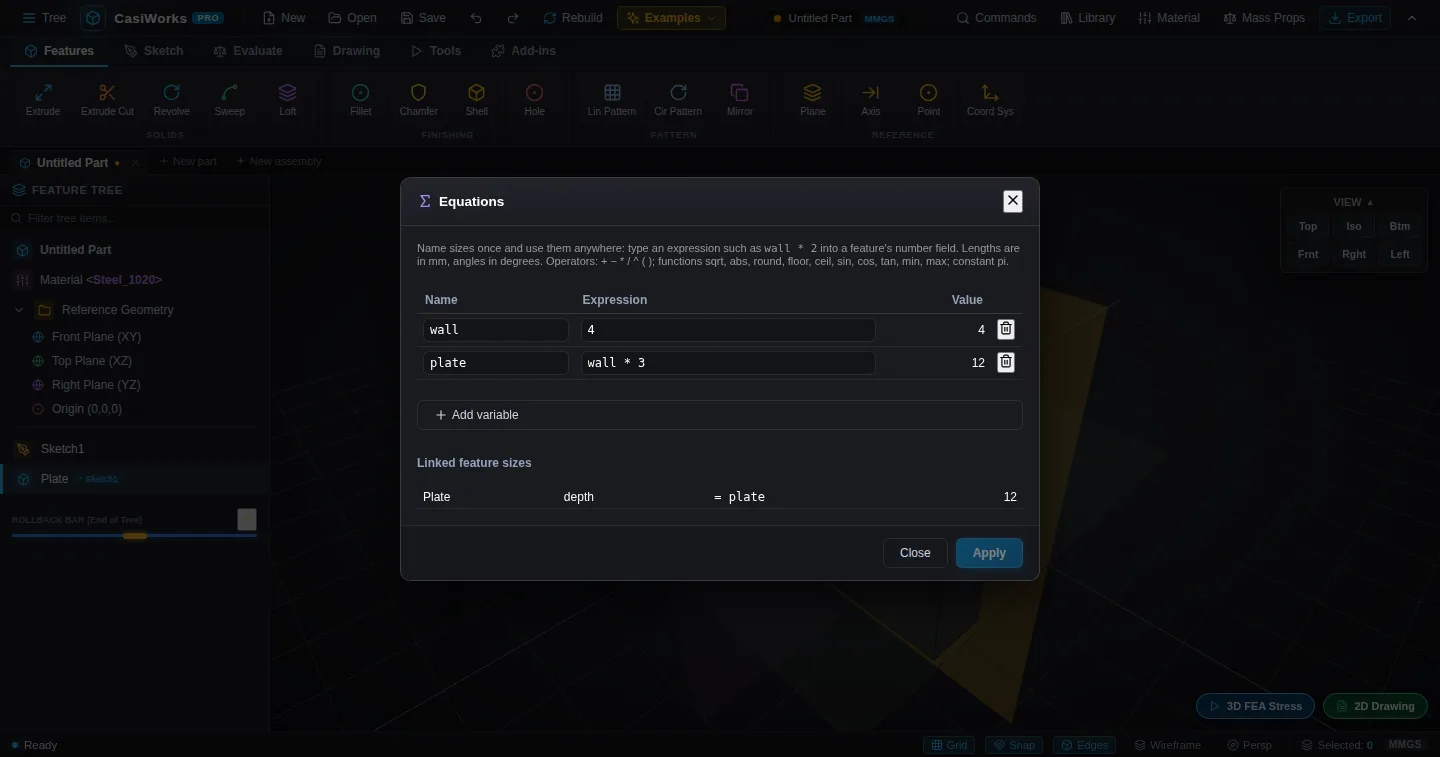 Tree CasiWorks PRO New Open Save Rebuild Examples Untitled Part MMGS Commands Library Material Mass Props Export
Features Sketch Evaluate Drawing Tools Add-ins
Extrude Extrude Cut Revolve Sweep Loft Fillet Chamfer Shell Hole Lin Pattern Cir Pattern Mirror Plane Axis Point Coord Sys
SOLIDS FINISHING PATTERN REFERENCE
Untitled Part New part New assembly
FEATURE TREE
Filter tree items...
Untitled Part
Material <Steel_1020>
Reference Geometry
Front Plane (XY)
Top Plane (XZ)
Right Plane (YZ)
Origin (0,0,0)
Sketch1
Plate Sketch1
ROLLBACK BAR (End of Tree)
Equations
Name sizes once and use them anywhere: type an expression such as wall * 2 into a feature's number field. Lengths are
in mm, angles in degrees. Operators: + − * / ^ ( ); functions sqrt, abs, round, floor, ceil, sin, cos, tan, min, max; constant pi.
Name Expression Value
wall 4 4
plate wall * 3 12
+ Add variable
Linked feature sizes
Plate depth = plate 12
Close Apply
VIEW ▲
Top Iso Btm
Frnt Rght Left
3D FEA Stress 2D Drawing
Ready Grid Snap Edges Wireframe Persp Selected: 0 MMGS